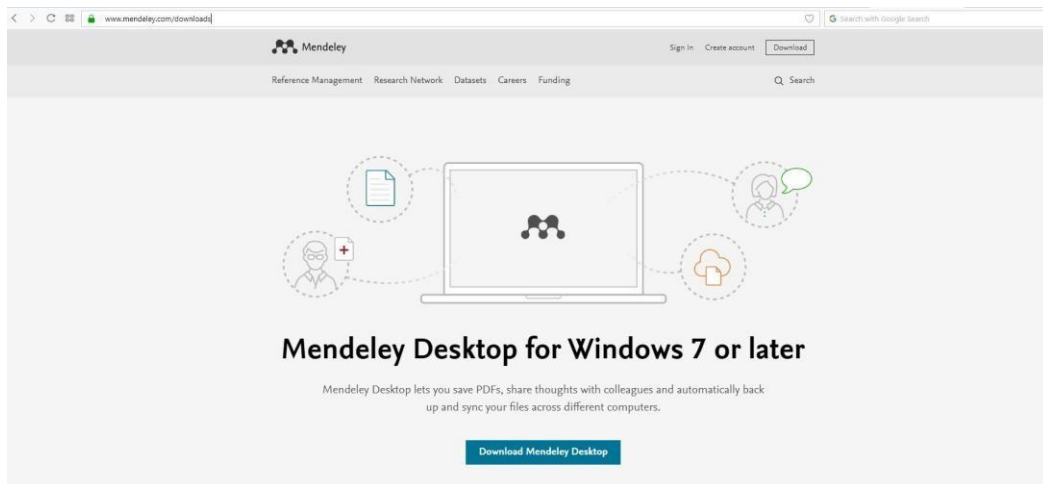 www.mendeley.com/downloads
Search with Google Search
Mendeley
Sign In Create account Download
Reference Management Research Network Datasets Careers Funding
Search
Mendeley Desktop for Windows 7 or later
Mendeley Desktop lets you save PDFs, share thoughts with colleagues and automatically back
up and sync your files across different computers.
Download Mendeley Desktop